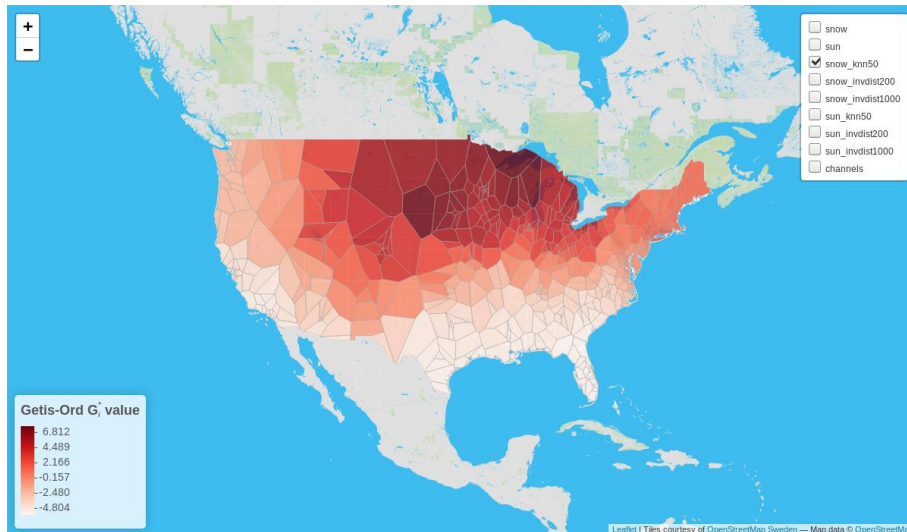 +
−
snow
sun
snow_knn50
snow_invdist200
snow_invdist1000
sun_knn50
sun_invdist200
sun_invdist1000
channels
Getis-Ord G*i value
6.812
4.489
2.166
-0.157
-2.480
-4.804
Leaflet | Tiles courtesy of OpenStreetMap Sweden — Map data © OpenStreetMa